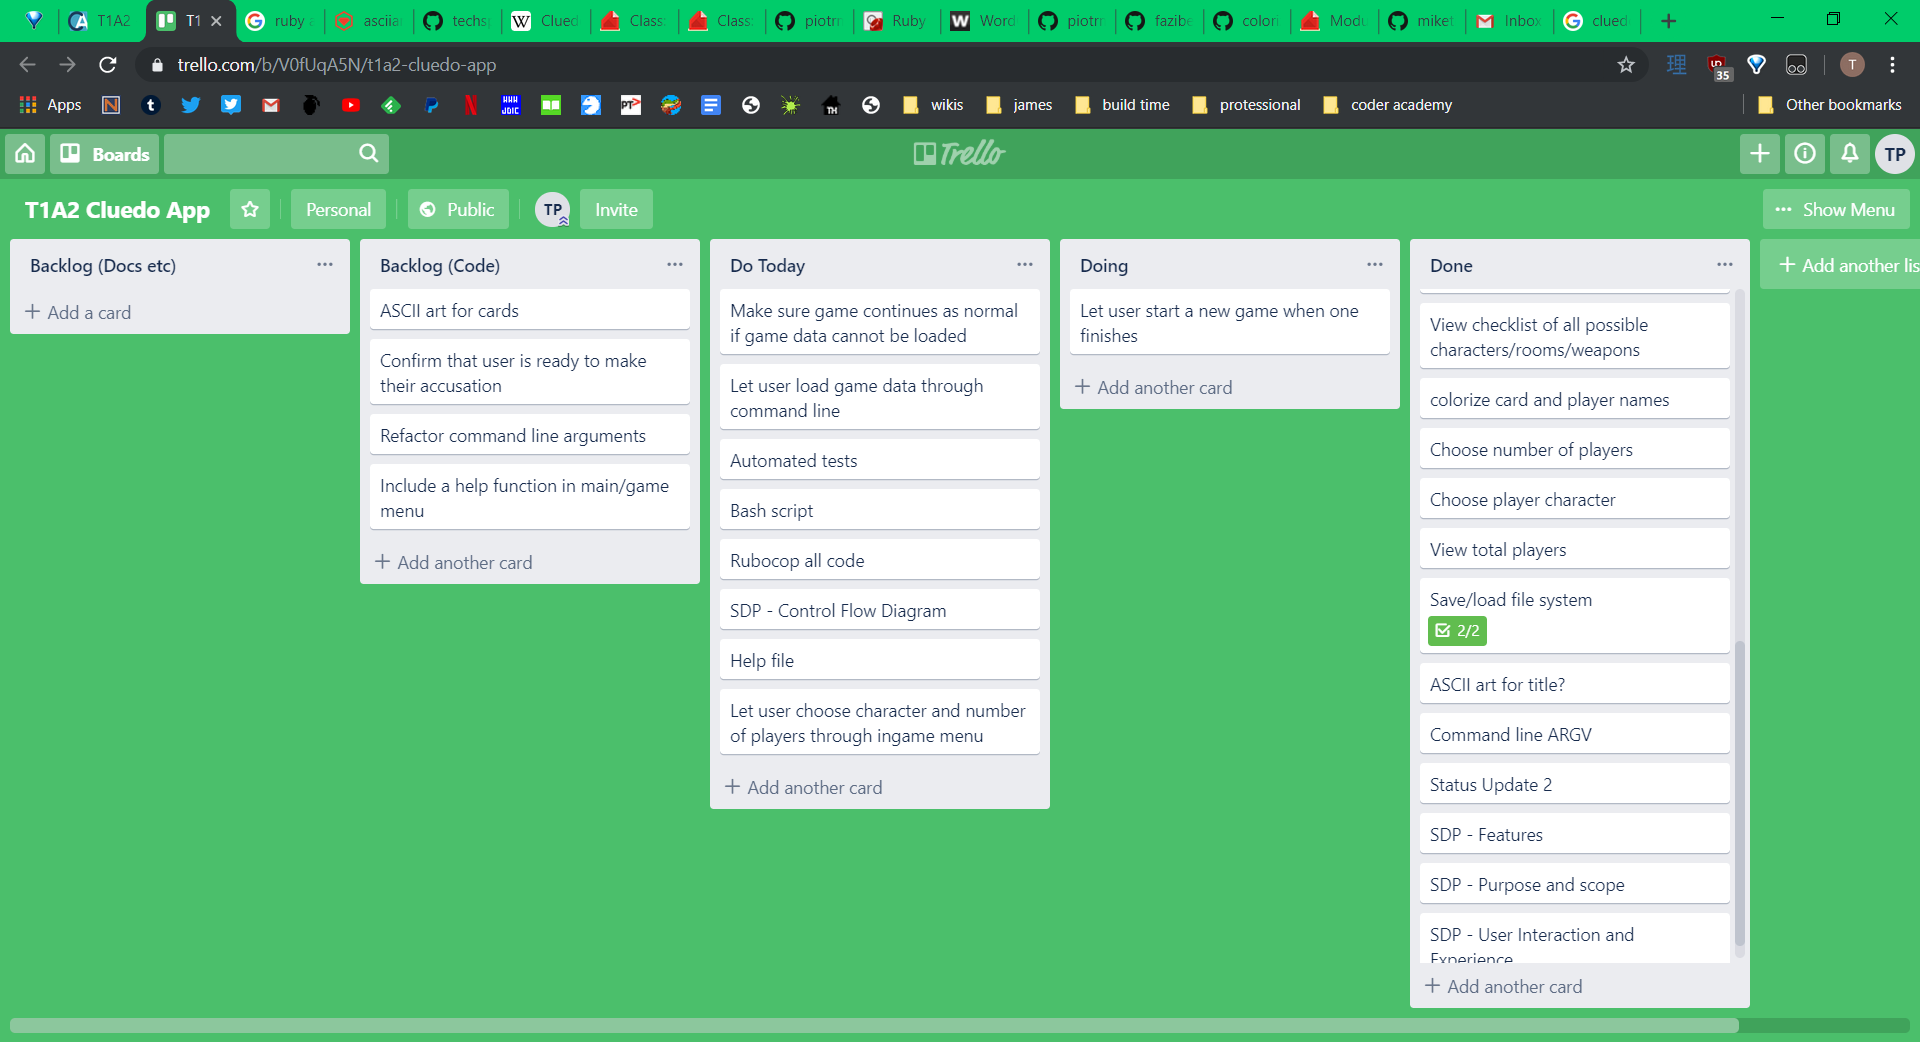 T1A2
T1
ruby a
asciiar
techs
Clued
Class:
Class:
piotrr
Ruby
Word
piotrr
fazibe
colori
Modu
miket
Inbox
clued
trello.com/b/V0fUqA5N/t1a2-cluedo-app
35
T
Apps
wikis
james
build time
protessional
coder academy
Other bookmarks
Boards
Trello
TP
T1A2 Cluedo App
Personal
Public
TP
Invite
Show Menu
Backlog (Docs etc)
Add a card
Backlog (Code)
ASCII art for cards
Confirm that user is ready to make
their accusation
Refactor command line arguments
Include a help function in main/game
menu
Add another card
Do Today
Make sure game continues as normal
if game data cannot be loaded
Let user load game data through
command line
Automated tests
Bash script
Rubocop all code
SDP - Control Flow Diagram
Help file
Let user choose character and number
of players through ingame menu
Add another card
Doing
Let user start a new game when one
finishes
Add another card
Done
View checklist of all possible
characters/rooms/weapons
colorize card and player names
Choose number of players
Choose player character
View total players
Save/load file system
2/2
ASCII art for title?
Command line ARGV
Status Update 2
SDP - Features
SDP - Purpose and scope
SDP - User Interaction and
Experience
Add another card
Add another lis